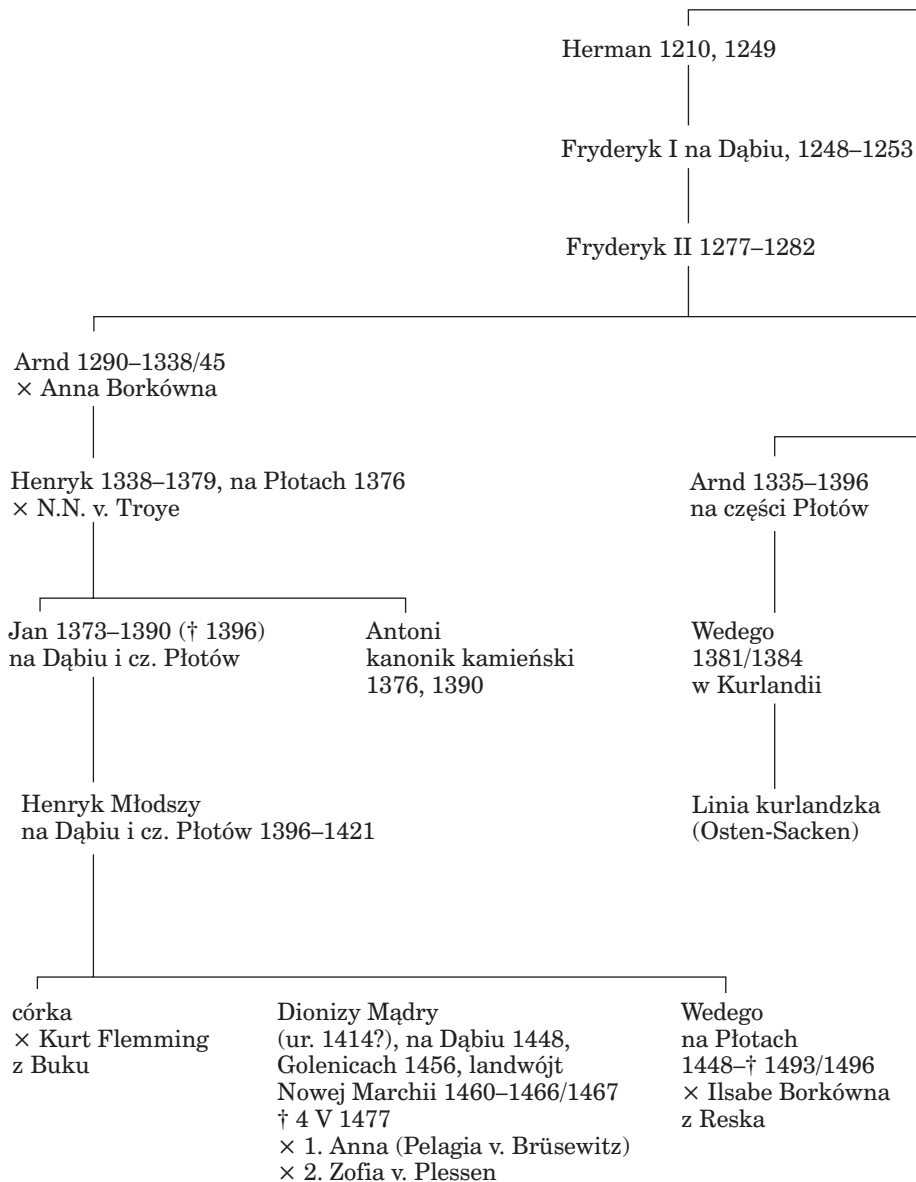 Herman 1210, 1249
Fryderyk I na Dąbiu, 1248–1253
Fryderyk II 1277–1282
Arnd 1290–1338/45
× Anna Borkówna
Henryk 1338–1379, na Płotach 1376
× N.N. v. Troye
Arnd 1335–1396
na części Płotów
Jan 1373–1390 († 1396)
na Dąbiu i cz. Płotów
Antoni
kanonik kamieński
1376, 1390
Wedego
1381/1384
w Kurlandii
Henryk Młodszy
na Dąbiu i cz. Płotów 1396–1421
Linia kurlandzka
(Osten-Sacken)
córka
× Kurt Flemming
z Buku
Dionizy Mądry
(ur. 1414?), na Dąbiu 1448,
Golenicach 1456, landwójt
Nowej Marchii 1460–1466/1467
† 4 V 1477
× 1. Anna (Pelagia v. Brüsewitz)
× 2. Zofia v. Plessen
Wedego
na Płotach
1448–† 1493/1496
× Ilsabe Borkówna
z Reska